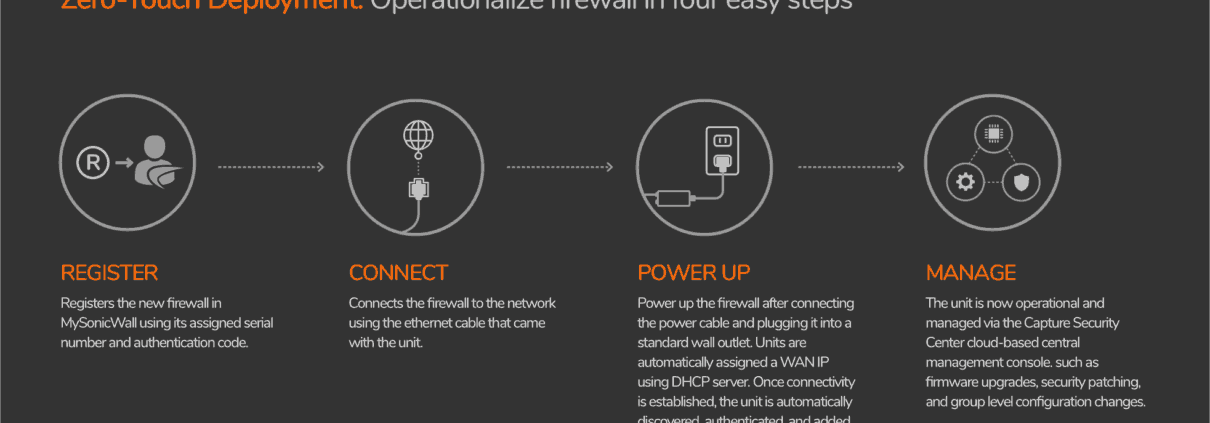 Zero-Touch Deployment. Operationalize firewall in four easy steps
R
REGISTER
Registers the new firewall in
MySonicWall using its assigned serial
number and authentication code.
CONNECT
Connects the firewall to the network
using the ethernet cable that came
with the unit.
POWER UP
Power up the firewall after connecting
the power cable and plugging it into a
standard wall outlet. Units are
automatically assigned a WAN IP
using DHCP server. Once connectivity
is established, the unit is automatically
discovered, authenticated, and added
MANAGE
The unit is now operational and
managed via the Capture Security
Center cloud-based central
management console. such as
firmware upgrades, security patching,
and group level configuration changes.